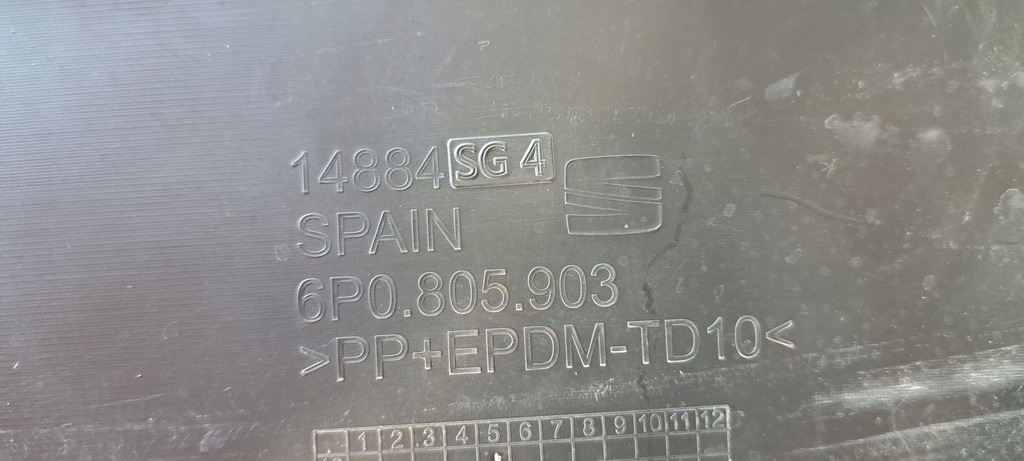 14884 SG 4
SPAIN
6P0.805.903
>PP+EPDM-TD10<
1 2 3 4 5 6 7 8 9 10 11 12